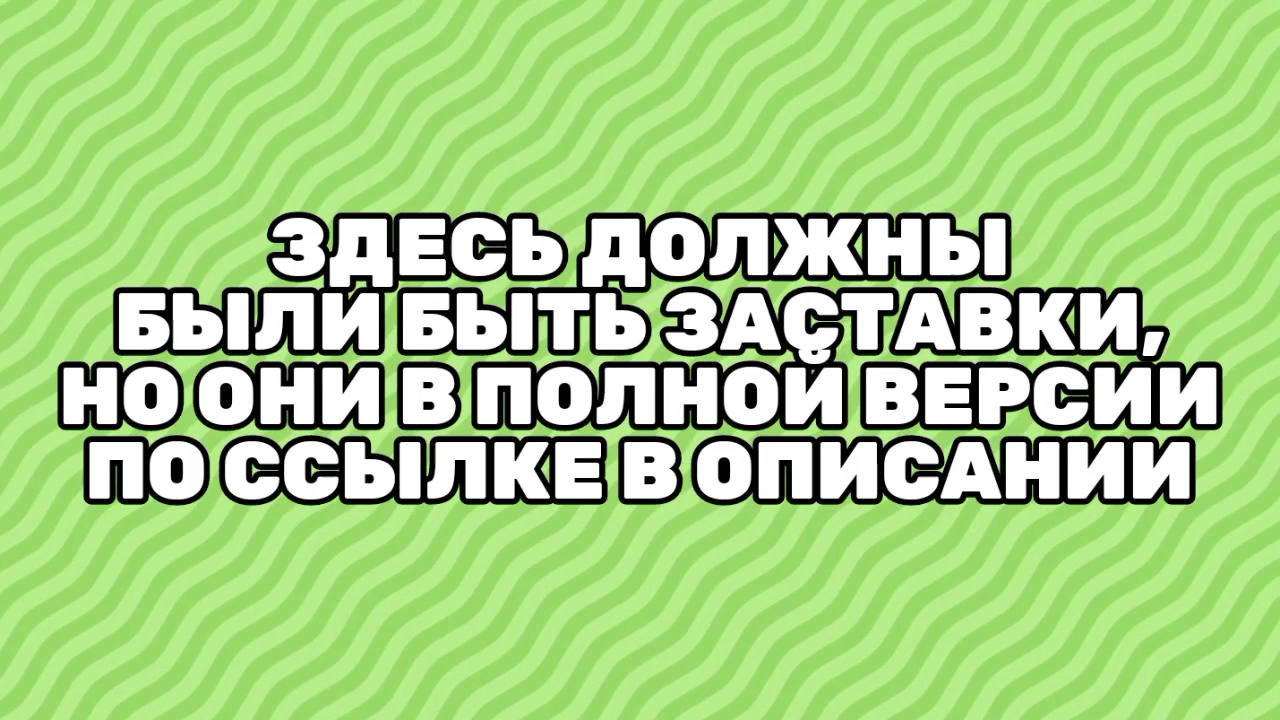 ЗДЕСЬ ДОЛЖНЫ
БЫЛИ БЫТЬ ЗАСТАВКИ,
НО ОНИ В ПОЛНОЙ ВЕРСИИ
ПО ССЫЛКЕ В ОПИСАНИИ